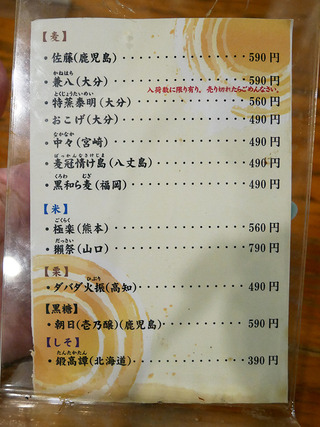 【麦】
・佐藤(鹿児島)・・・・・・・・・・・・・・590円
かねはち
・兼八(大分)・・・・・・・・・・・・・・・590円
入荷数に限り有り。売り切れたらごめんなさい。
とくじょうたいめい
・特蒸泰明(大分)・・・・・・・・・・・・・560円
・おこげ(大分)・・・・・・・・・・・・・・490円
なかなか
・中々(宮崎)・・・・・・・・・・・・・・・490円
ばっかんなさけじま
・麦冠情け島(八丈島)・・・・・・・・・・・490円
くろわ むぎ
・黒和ら麦(福岡)・・・・・・・・・・・・・490円
【米】
ごくらく
・極楽(熊本)・・・・・・・・・・・・・・・560円
だっさい
・獺祭(山口)・・・・・・・・・・・・・・・790円
【栗】
ひぶり
・ダバダ火振(高知)・・・・・・・・・・・・490円
【黒糖】
・朝日(壱乃醸)(鹿児島)・・・・・・・・・・590円
【しそ】
たんたかたん
・鍛高譚(北海道)・・・・・・・・・・・・・390円